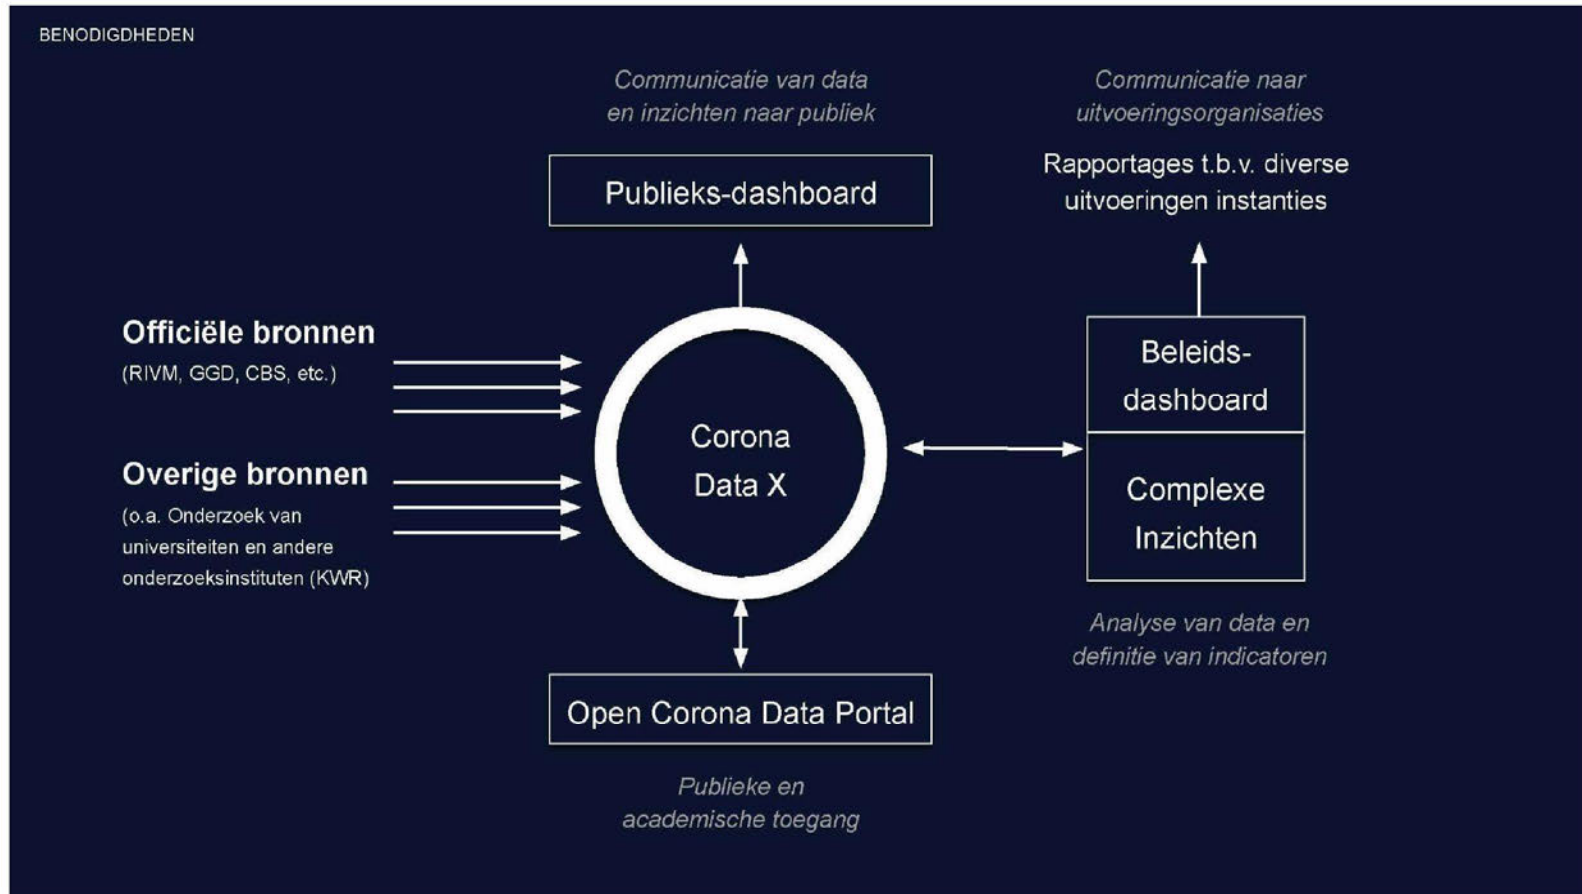 BENODIGDHEDEN
Communicatie van data
en inzichten naar publiek
Publieks-dashboard
Communicatie naar
uitvoeringsorganisaties
Rapportages t.b.v. diverse
uitvoeringen instanties
Officiële bronnen
(RIVM, GGD, CBS, etc.)
Overige bronnen
(o.a. Onderzoek van
universiteiten en andere
onderzoeksinstituten (KWR)
Corona
Data X
Beleids-
dashboard
Complexe
Inzichten
Analyse van data en
definitie van indicatoren
Open Corona Data Portal
Publieke en
academische toegang